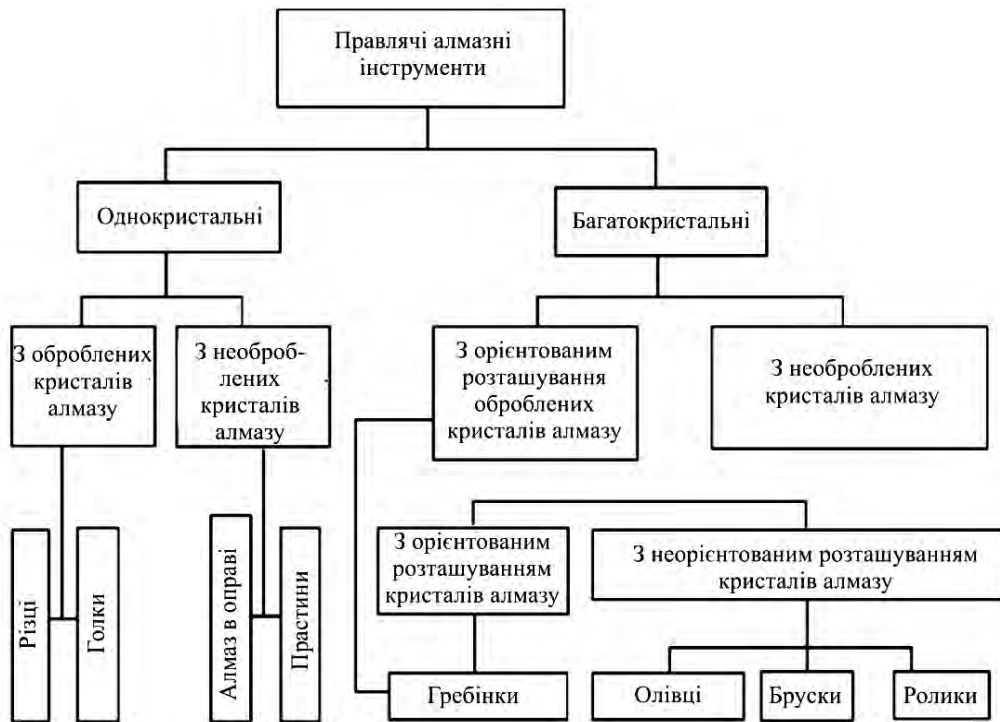 Правлячі алмазні
інструменти
Однокристальні
Багатокристальні
З оброблених
кристалів
алмазу
З необроб-
лених
кристалів
алмазу
З орієнтованим
розташування
оброблених
кристалів алмазу
З необроблених
кристалів алмазу
Різці
Голки
Алмаз в оправі
Прастини
З орієнтованим
розташуванням
кристалів алмазу
З неорієнтованим розташуванням
кристалів алмазу
Гребінки
Олівці
Бруски
Ролики